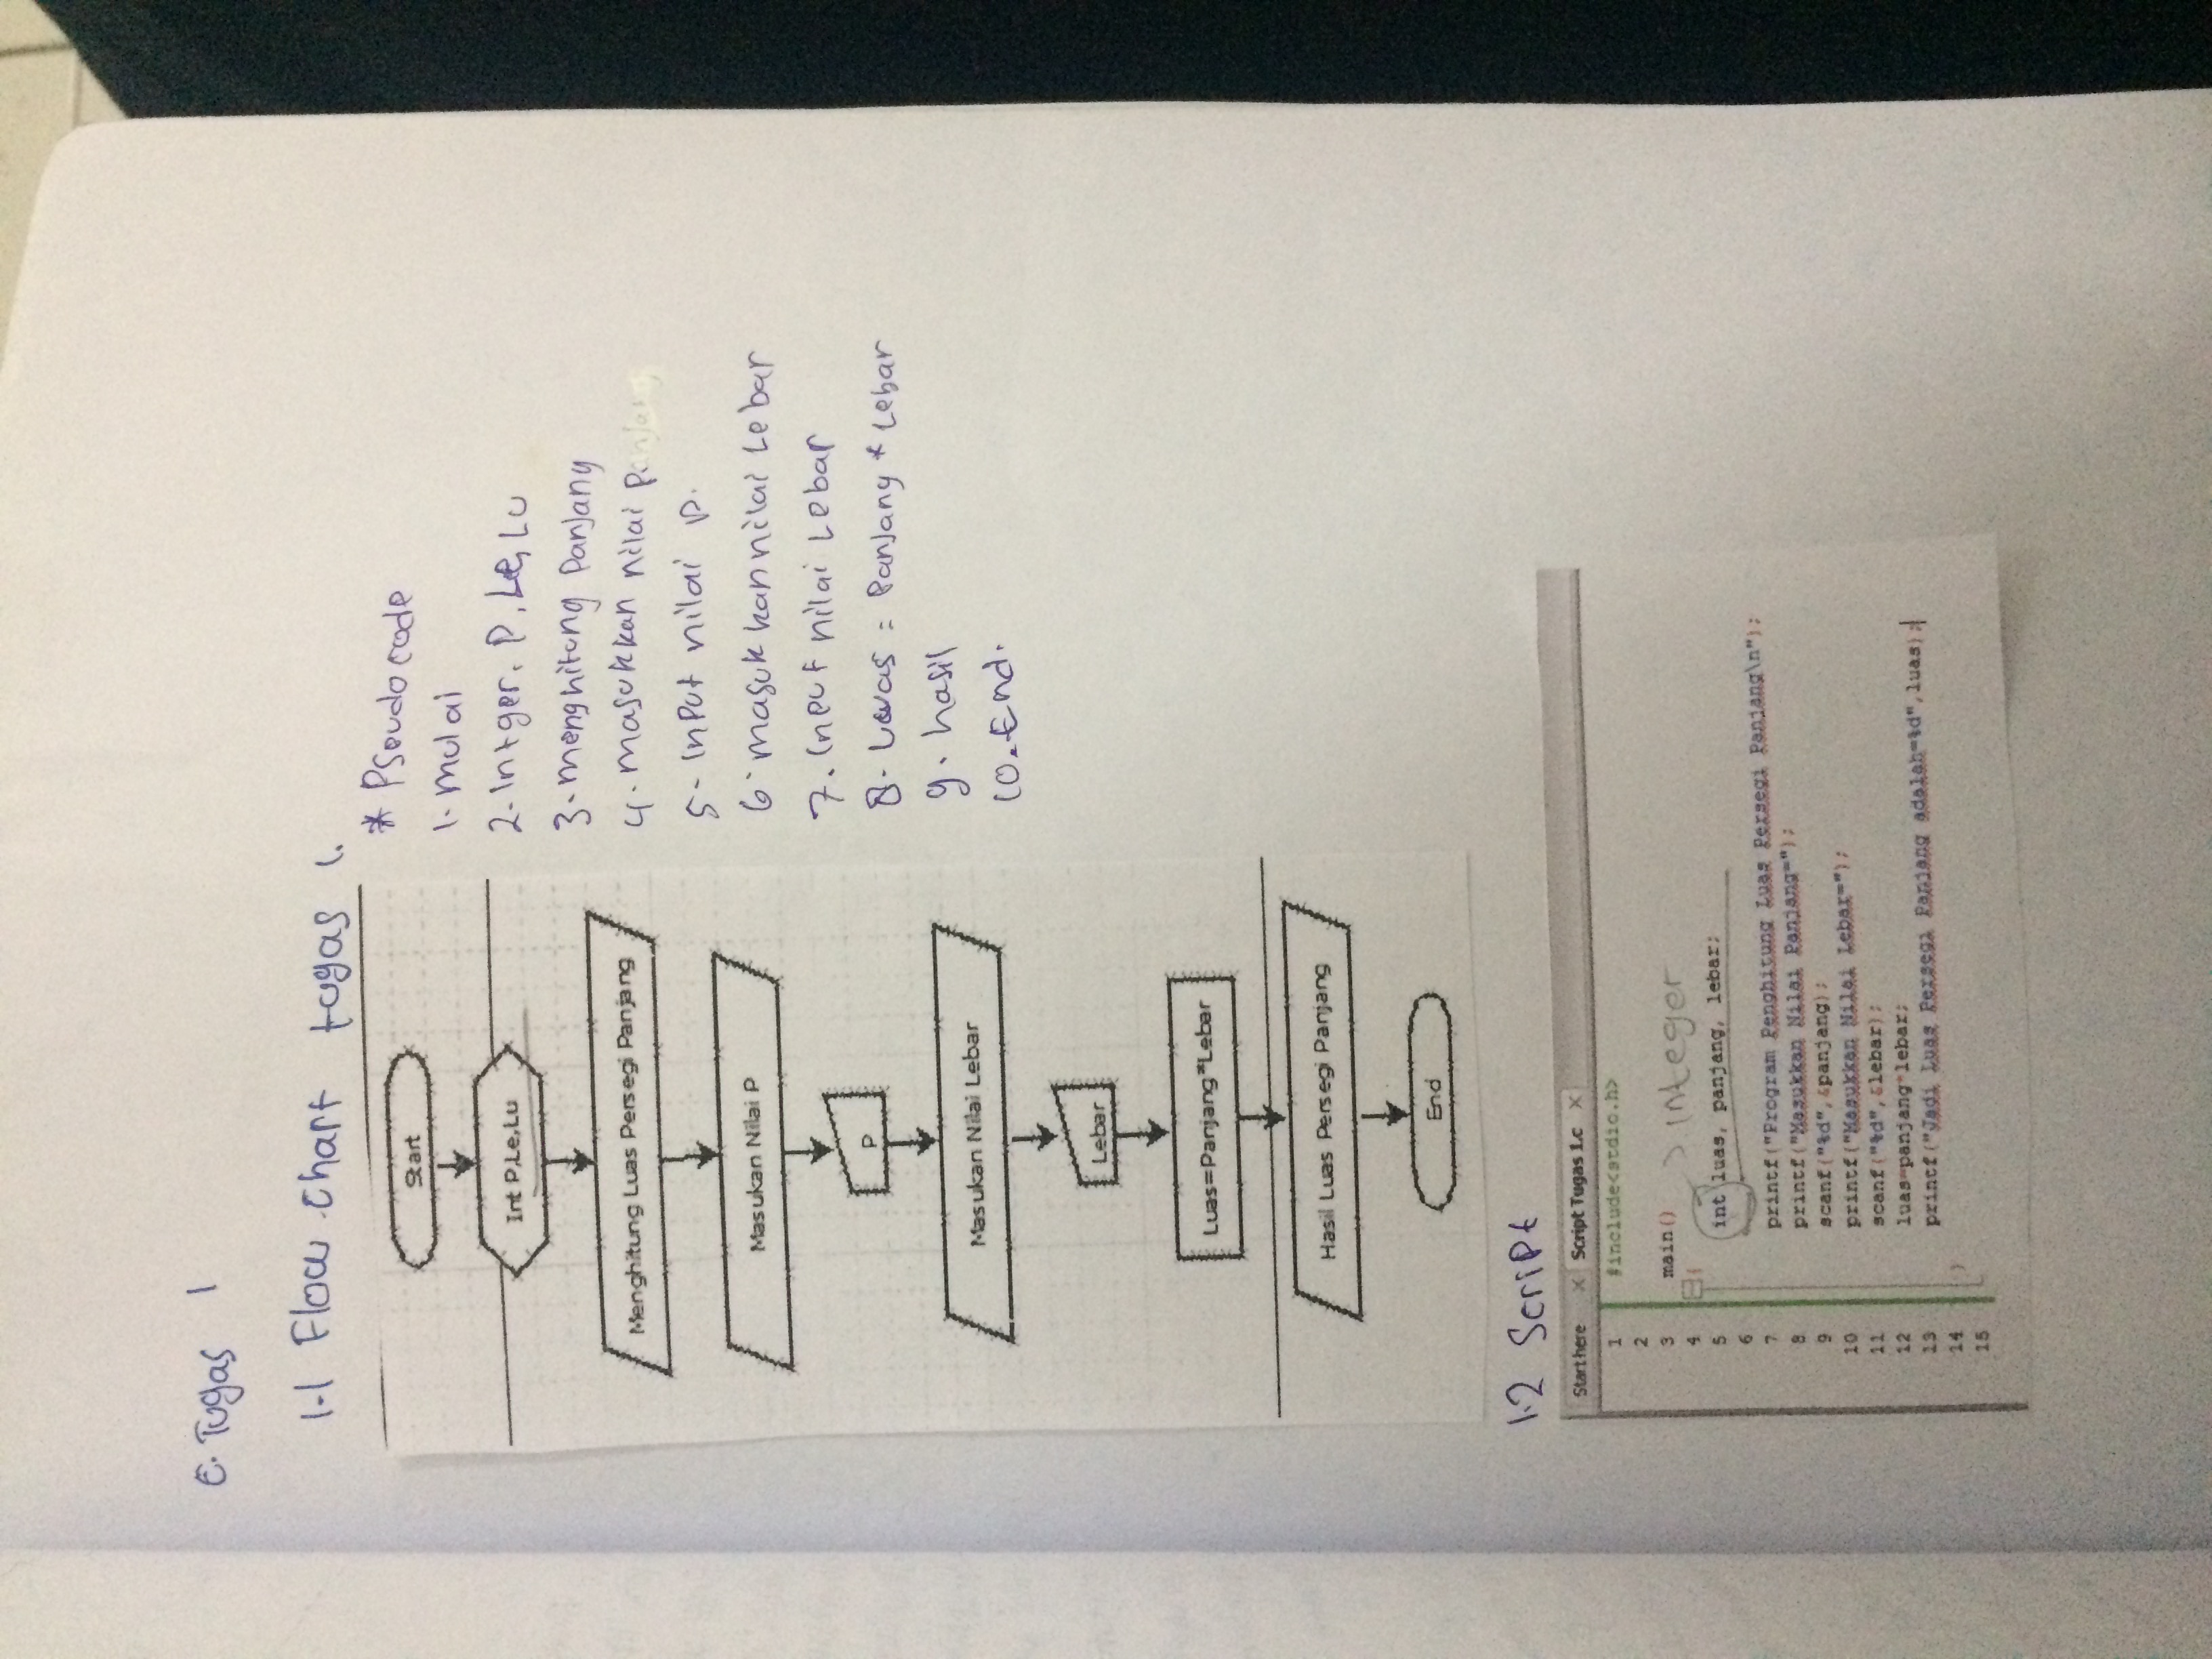 E. Tugas 1
1.1 Flow Chart tugas 1.
Start
Int P,Le,Lu
Menghitung Luas Persegi Panjang
Masukan Nilai P
P
Masukan Nilai Lebar
Lebar
Luas=Panjang*Lebar
Hasil Luas Persegi Panjang
End
* Pseudocode
1. Mulai
2. Intger. P, Le, Lu
3. menghitung Panjang
4. masukkan nilai P.
5- Input nilai p.
6. masukkan nilai Lebar
7. Input nilai Lebar
8. Luas = Panjang * Lebar
9. hasil
10. End.
1.2 Script
Start here X Script Tugas 1.c X
1 #include<stdio.h>
2
3 main() > integer
4 {
5 int luas, panjang, lebar;
6
7 printf("Program Penghitung Luas Persegi Panjang\n");
8 printf("Masukkan Nilai Panjang=");
9 scanf("%d",&panjang);
10 printf("Masukkan Nilai Lebar=");
11 scanf("%d",&lebar);
12 luas=panjang*lebar;
13 printf("Jadi Luas Persegi Panjang adalah=%d",luas);
14 }
15